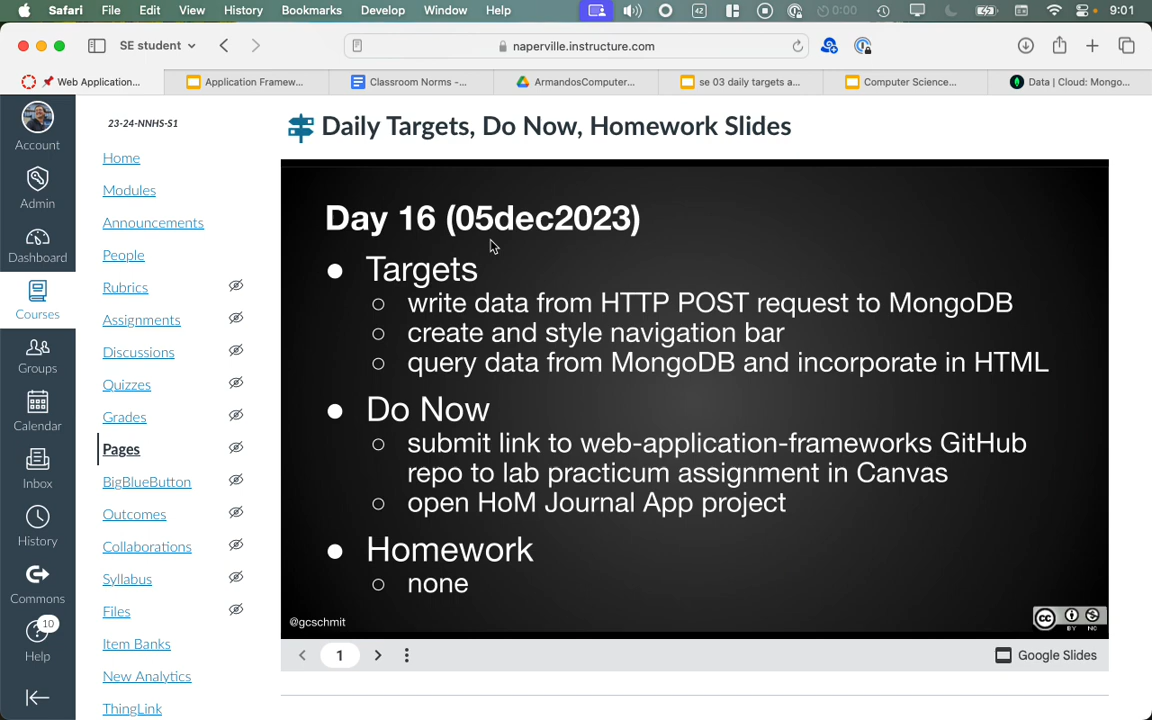 Safari File Edit View History Bookmarks Develop Window Help 42 0:00 9:01
SE student naperville.instructure.com
Web Application... Application Framew... Classroom Norms -... ArmandosComputer... se 03 daily targets a... Computer Science... Data | Cloud: Mongo...
Account
Admin
Dashboard
Courses
Groups
Calendar
Inbox
History
Commons
10
Help
23-24-NNHS-S1
Home
Modules
Announcements
People
Rubrics
Assignments
Discussions
Quizzes
Grades
Pages
BigBlueButton
Outcomes
Collaborations
Syllabus
Files
Item Banks
New Analytics
ThingLink
Daily Targets, Do Now, Homework Slides
Day 16 (05dec2023)
Targets
write data from HTTP POST request to MongoDB
create and style navigation bar
query data from MongoDB and incorporate in HTML
Do Now
submit link to web-application-frameworks GitHub
repo to lab practicum assignment in Canvas
open HoM Journal App project
Homework
none
@gcschmit
cc BY NC
1
Google Slides